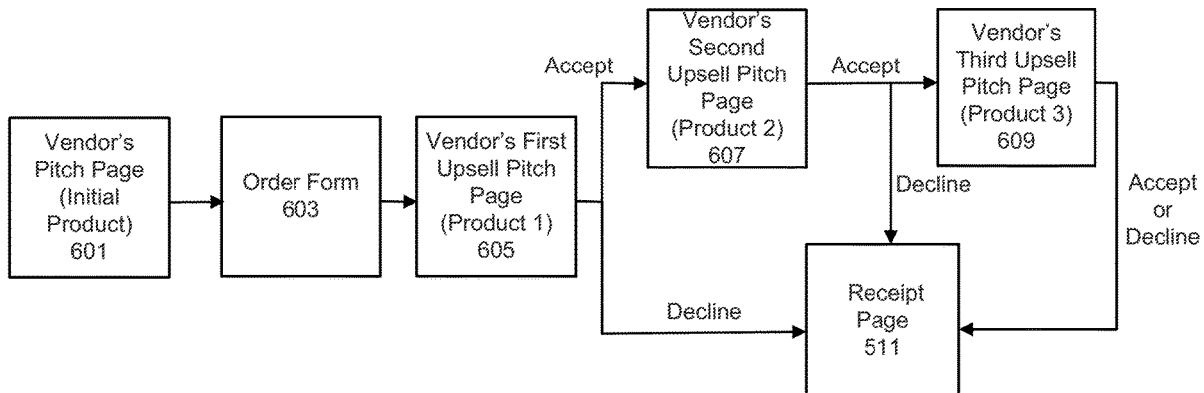 Vendor's
Pitch Page
(Initial
Product)
601
Order Form
603
Vendor's First
Upsell Pitch
Page
(Product 1)
605
Accept
Vendor's
Second
Upsell Pitch
Page
(Product 2)
607
Accept
Vendor's
Third Upsell
Pitch Page
(Product 3)
609
Decline
Decline
Accept
or
Decline
Receipt
Page
511